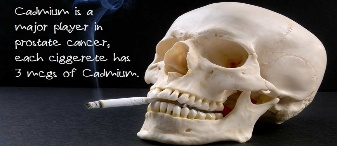 Cadmium is a
major player in
prostate cancer,
each ciggerete has
3 mcgs of Cadmium.